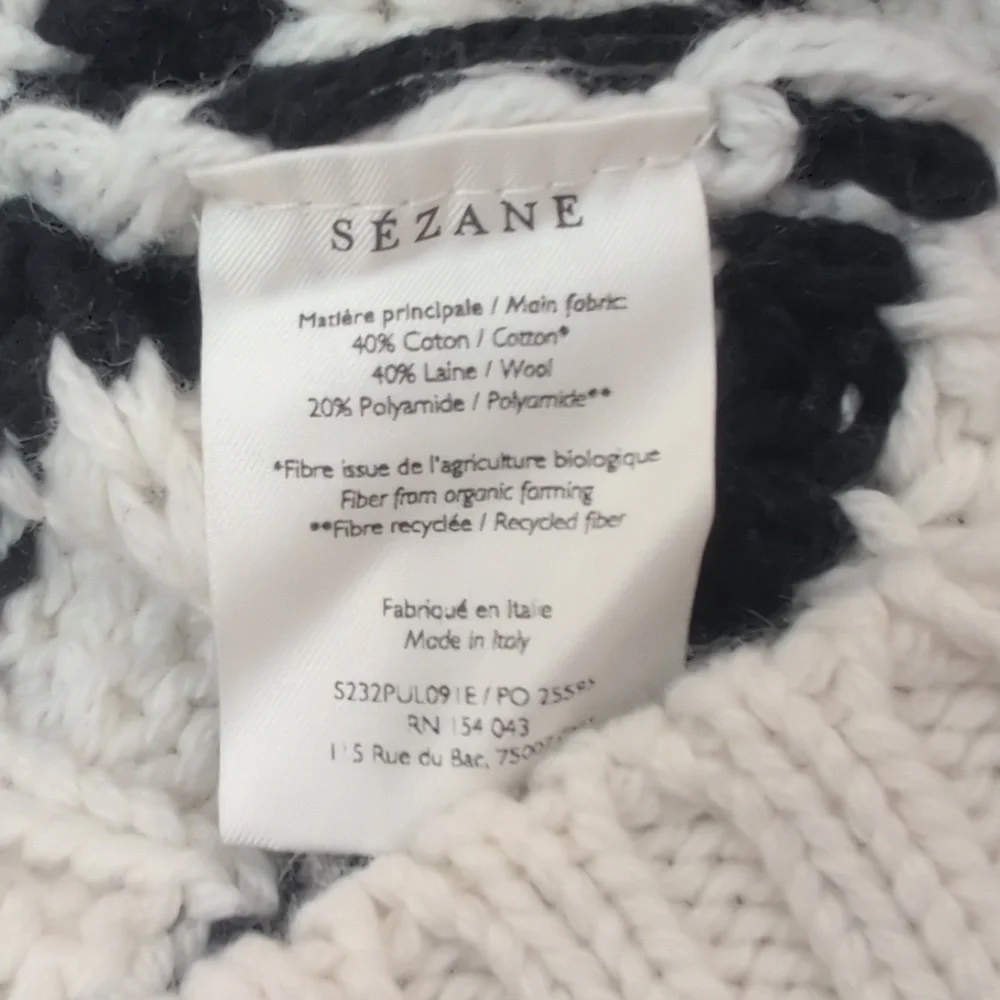 SÉZANE
Matière principale / Main fabric
40% Coton / Cotton*
40% Laine / Wool
20% Polyamide / Polyamide**
*Fibre issue de l'agriculture biologique
Fiber from organic farming
**Fibre recyclée / Recycled fiber
Fabriqué en Italie
Made in Italy
S232PUL091E / PO
RN 154 043
Rue du Bac,